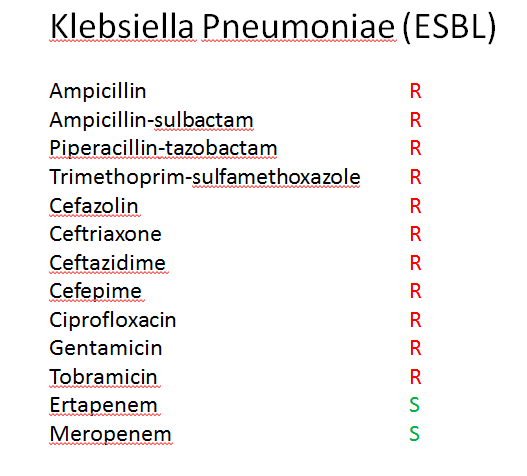 Klebsiella Pneumoniae (ESBL)
Ampicillin R
Ampicillin-sulbactam R
Piperacillin-tazobactam R
Trimethoprim-sulfamethoxazole R
Cefazolin R
Ceftriaxone R
Ceftazidime R
Cefepime R
Ciprofloxacin R
Gentamicin R
Tobramicin R
Ertapenem S
Meropenem S